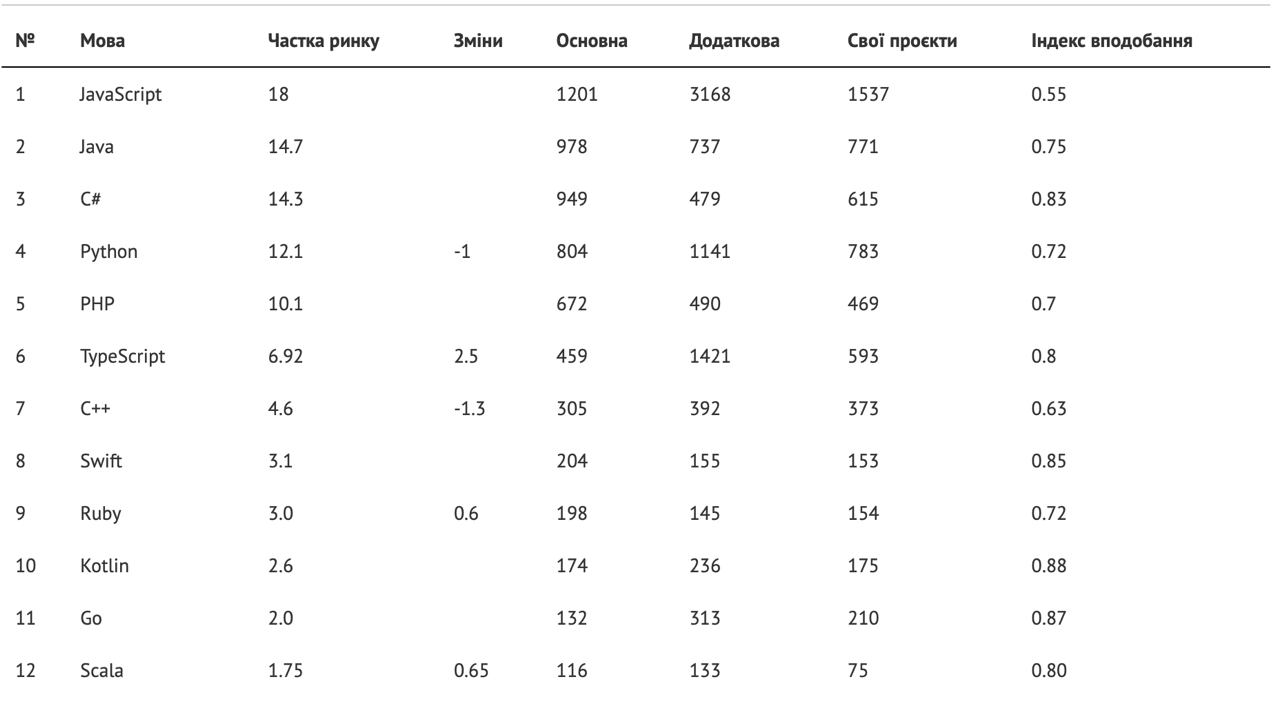 № Мова Частка ринку Зміни Основна Додаткова Свої проєкти Індекс вподобання
1 JavaScript 18 1201 3168 1537 0.55
2 Java 14.7 978 737 771 0.75
3 C# 14.3 949 479 615 0.83
4 Python 12.1 -1 804 1141 783 0.72
5 PHP 10.1 672 490 469 0.7
6 TypeScript 6.92 2.5 459 1421 593 0.8
7 C++ 4.6 -1.3 305 392 373 0.63
8 Swift 3.1 204 155 153 0.85
9 Ruby 3.0 0.6 198 145 154 0.72
10 Kotlin 2.6 174 236 175 0.88
11 Go 2.0 132 313 210 0.87
12 Scala 1.75 0.65 116 133 75 0.80